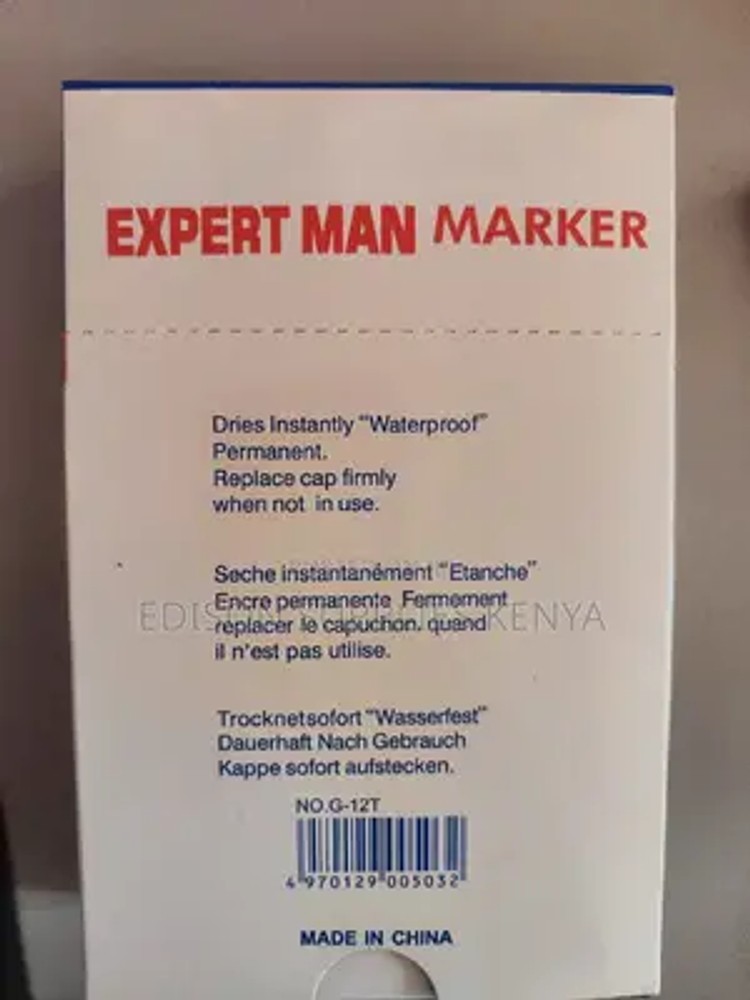 EXPERT MAN MARKER
Dries Instantly "Waterproof"
Permanent.
Replace cap firmly
when not in use.
Seche instantanément "Etanche"
Encre permanente Fermement
EDISON SUPPLIES KENYA
replacer le capuchon. quand
il n'est pas utilise.
Trocknetsofort "Wasserfest"
Dauerhaft Nach Gebrauch
Kappe sofort aufstecken.
NO.G-12T
4 970129 005032
MADE IN CHINA